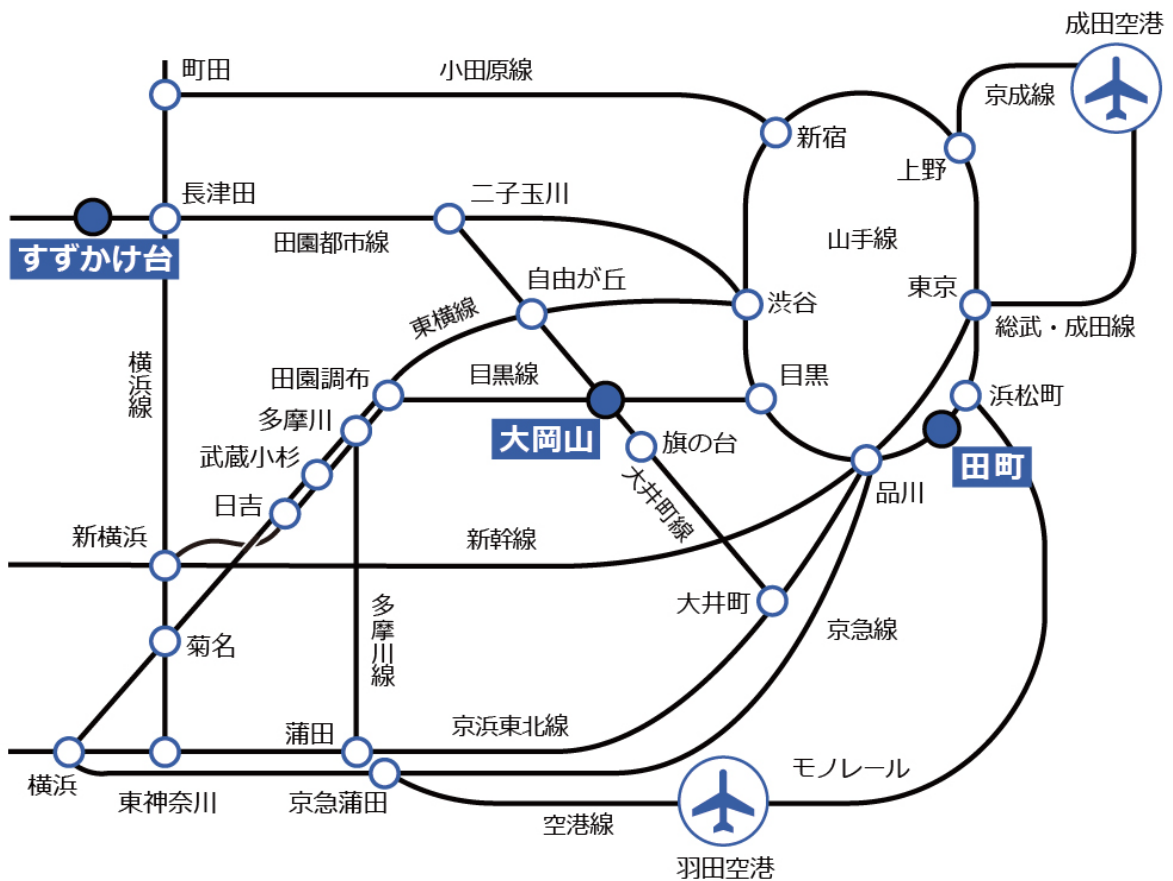 成田空港
町田
小田原線
京成線
新宿
上野
長津田
二子玉川
すずかけ台
田園都市線
山手線
自由が丘
東横線
渋谷
東京
総武・成田線
横浜線
田園調布
目黒線
目黒
浜松町
多摩川
大岡山
旗の台
田町
武蔵小杉
大井町線
品川
日吉
新横浜
新幹線
大井町
多摩川線
京急線
菊名
蒲田
京浜東北線
横浜
東神奈川
京急蒲田
モノレール
空港線
羽田空港